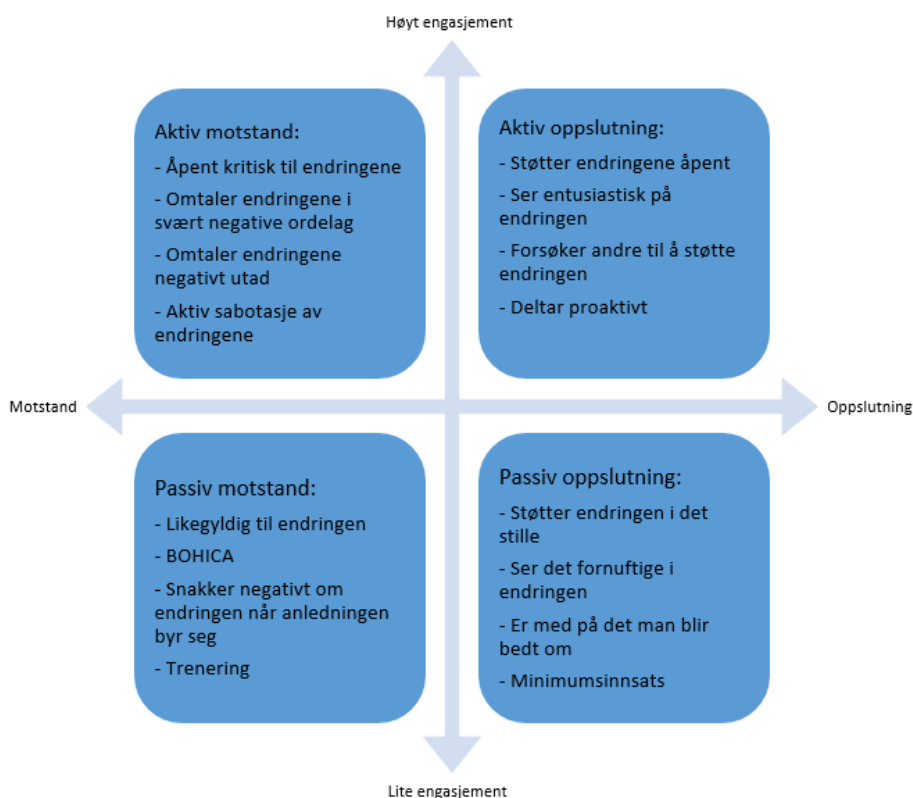 Høyt engasjement
Aktiv motstand:
- Åpent kritisk til endringene
- Omtaler endringene i
svært negative ordelag
- Omtaler endringene
negativt utad
- Aktiv sabotasje av
endringene
Aktiv oppslutning:
- Støtter endringene åpent
- Ser entusiastisk på
endringen
- Forsøker andre til å støtte
endringen
- Deltar proaktivt
Motstand
Oppslutning
Passiv motstand:
- Likegyldig til endringen
- BOHICA
- Snakker negativt om
endringen når anledningen
byr seg
- Trenering
Passiv oppslutning:
- Støtter endringen i det
stille
- Ser det fornuftige i
endringen
- Er med på det man blir
bedt om
- Minimumsinnsats
Lite engasjement